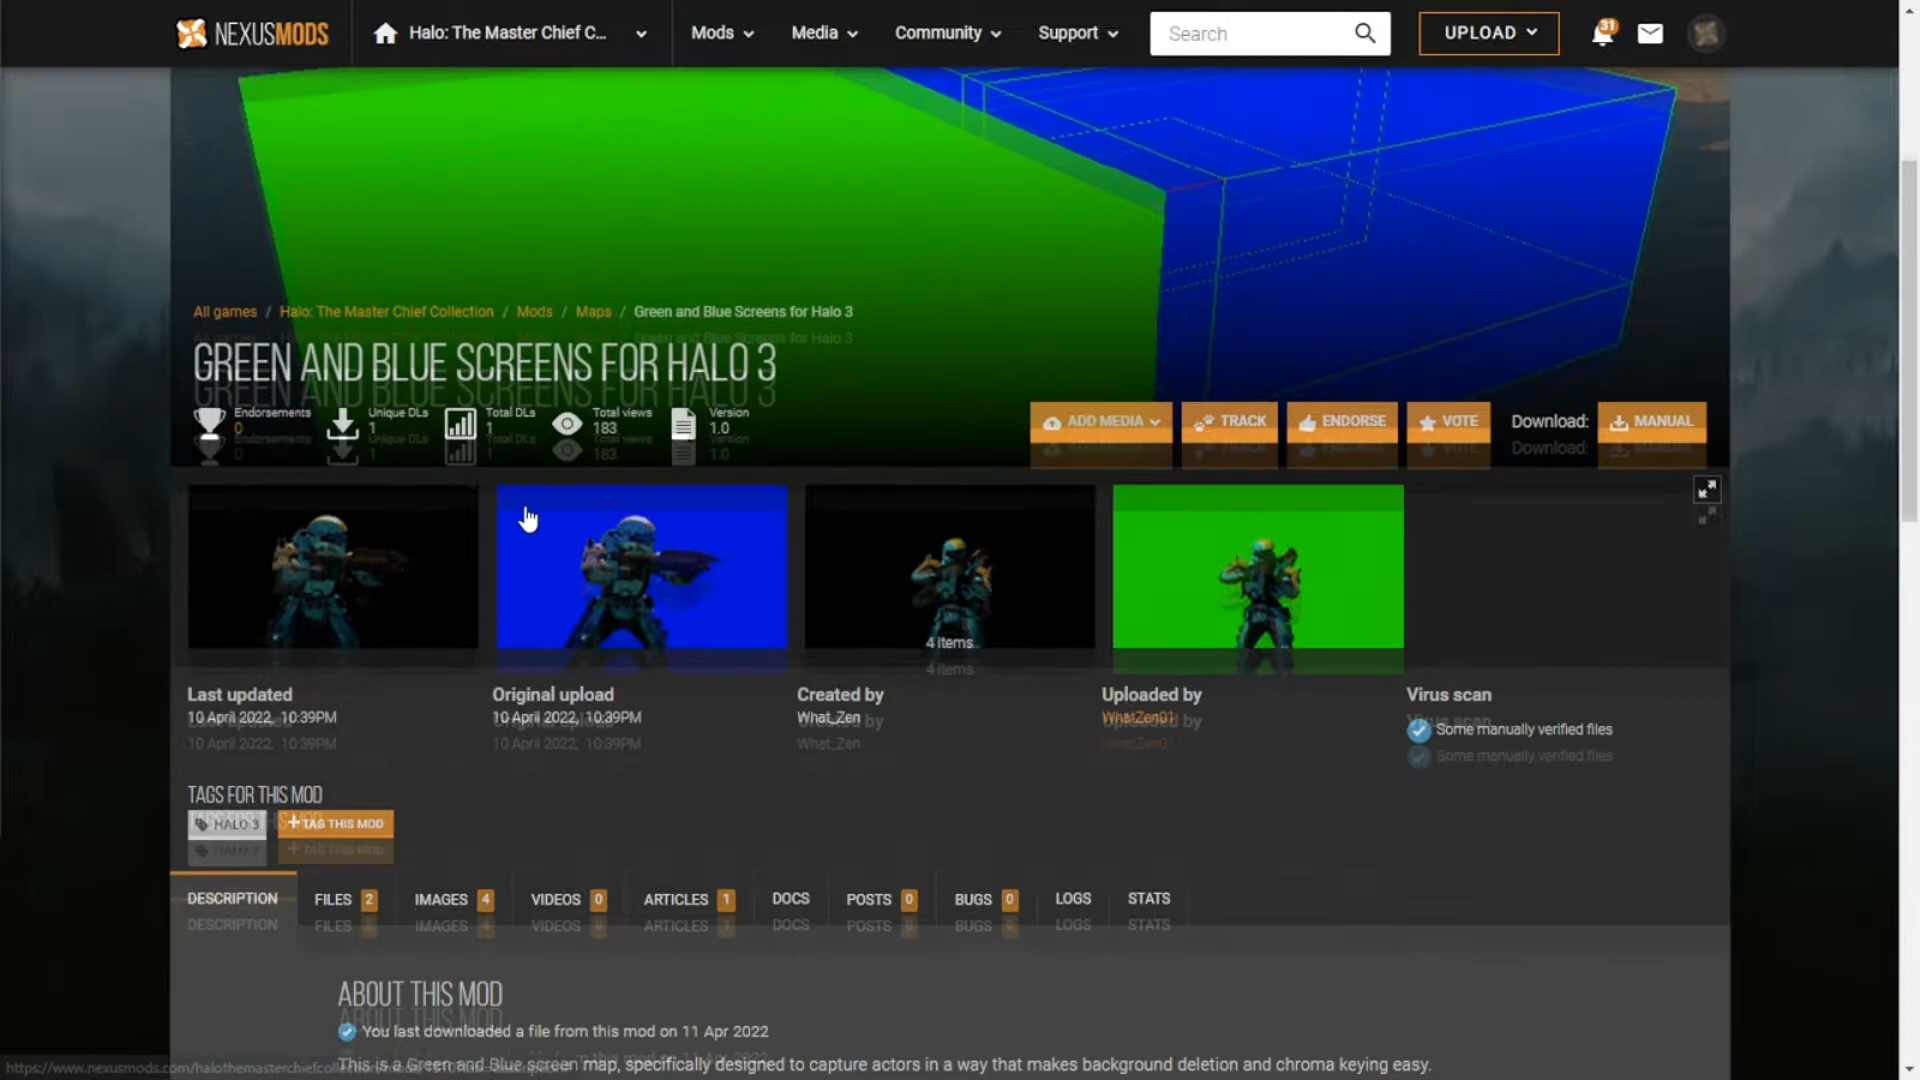 NEXUSMODS
Halo: The Master Chief C...
Mods
Media
Community
Support
Search
UPLOAD
31
All games / Halo: The Master Chief Collection / Mods / Maps / Green and Blue Screens for Halo 3
GREEN AND BLUE SCREENS FOR HALO 3
Endorsements
0
Unique DLs
1
Total DLs
1
Total views
183
Version
1.0
ADD MEDIA
TRACK
ENDORSE
VOTE
Download:
MANUAL
4 items
Last updated
10 April 2022, 10:39PM
Original upload
10 April 2022, 10:39PM
Created by
What_Zen
Uploaded by
WhatZen01
Virus scan
Some manually verified files
TAGS FOR THIS MOD
HALO 3
+ TAG THIS MOD
DESCRIPTION
FILES 2
IMAGES 4
VIDEOS 0
ARTICLES 1
DOCS
POSTS 0
BUGS 0
LOGS
STATS
ABOUT THIS MOD
You last downloaded a file from this mod on 11 Apr 2022
This is a Green and Blue screen map, specifically designed to capture actors in a way that makes background deletion and chroma keying easy.